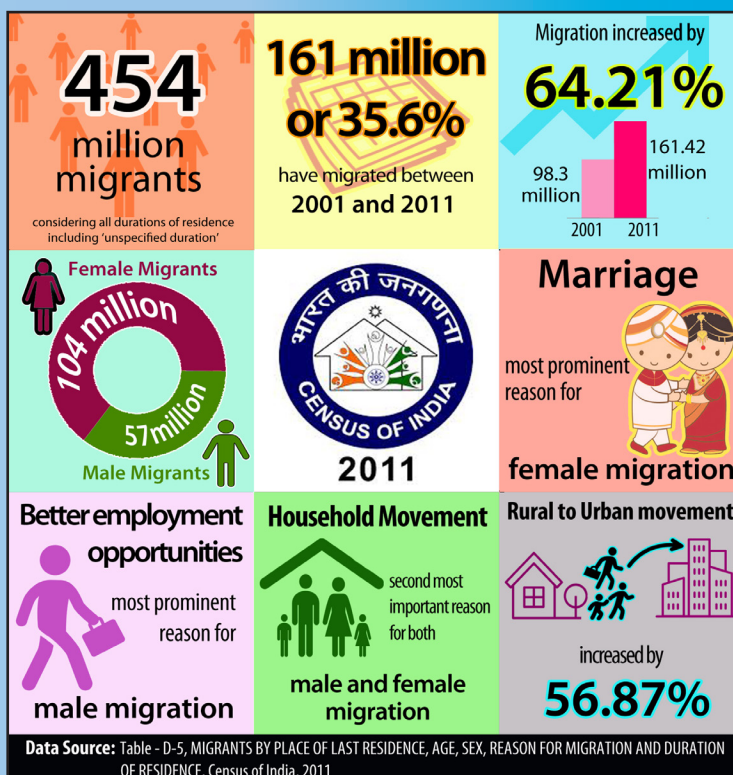 454
million
migrants
considering all durations of residence
including ‘unspecified duration’
161 million
or 35.6%
have migrated between
2001 and 2011
Migration increased by
64.21%
98.3
million
161.42
million
2001 2011
Female Migrants
104 million
57million
Male Migrants
भारत की जनगणना
CENSUS OF INDIA
2011
Marriage
most prominent
reason for
female migration
Better employment
opportunities
most prominent
reason for
male migration
Household Movement
second most
important reason
for both
male and female
migration
Rural to Urban movement
increased by
56.87%
Data Source: Table - D-5, MIGRANTS BY PLACE OF LAST RESIDENCE, AGE, SEX, REASON FOR MIGRATION AND DURATION
OF RESIDENCE, Census of India, 2011